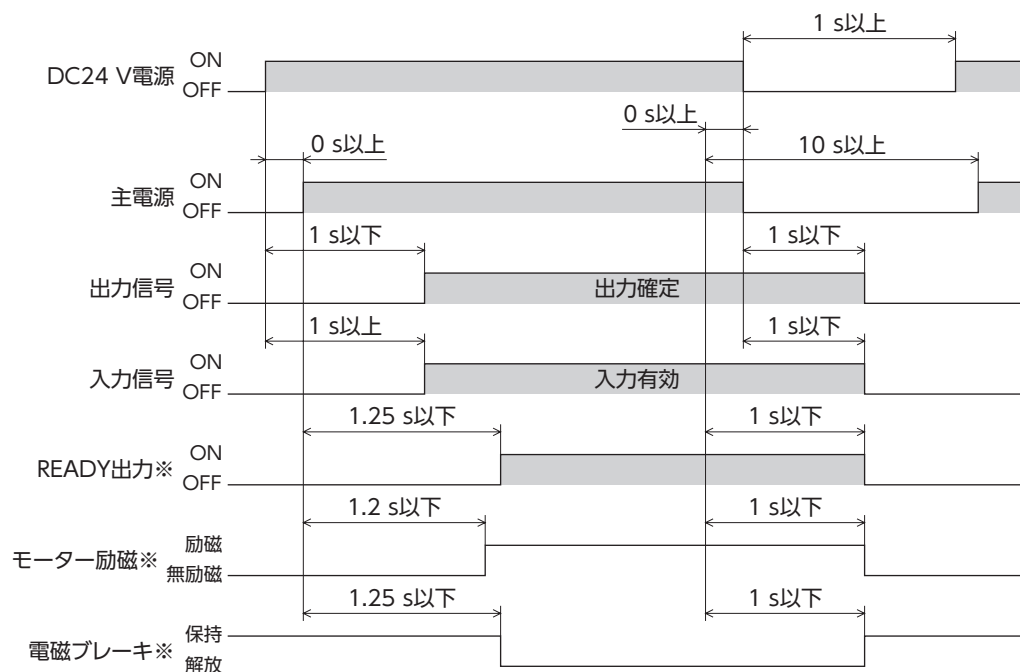 1 s以上
DC24 V電源
ON
OFF
0 s以上
0 s以上
10 s以上
主電源
ON
OFF
1 s以下
1 s以下
出力信号
ON
OFF
出力確定
1 s以上
1 s以下
入力信号
ON
OFF
入力有効
1.25 s以下
1 s以下
READY出力※
ON
OFF
1.2 s以下
1 s以下
モーター励磁※
励磁
無励磁
1.25 s以下
1 s以下
電磁ブレーキ※
保持
解放